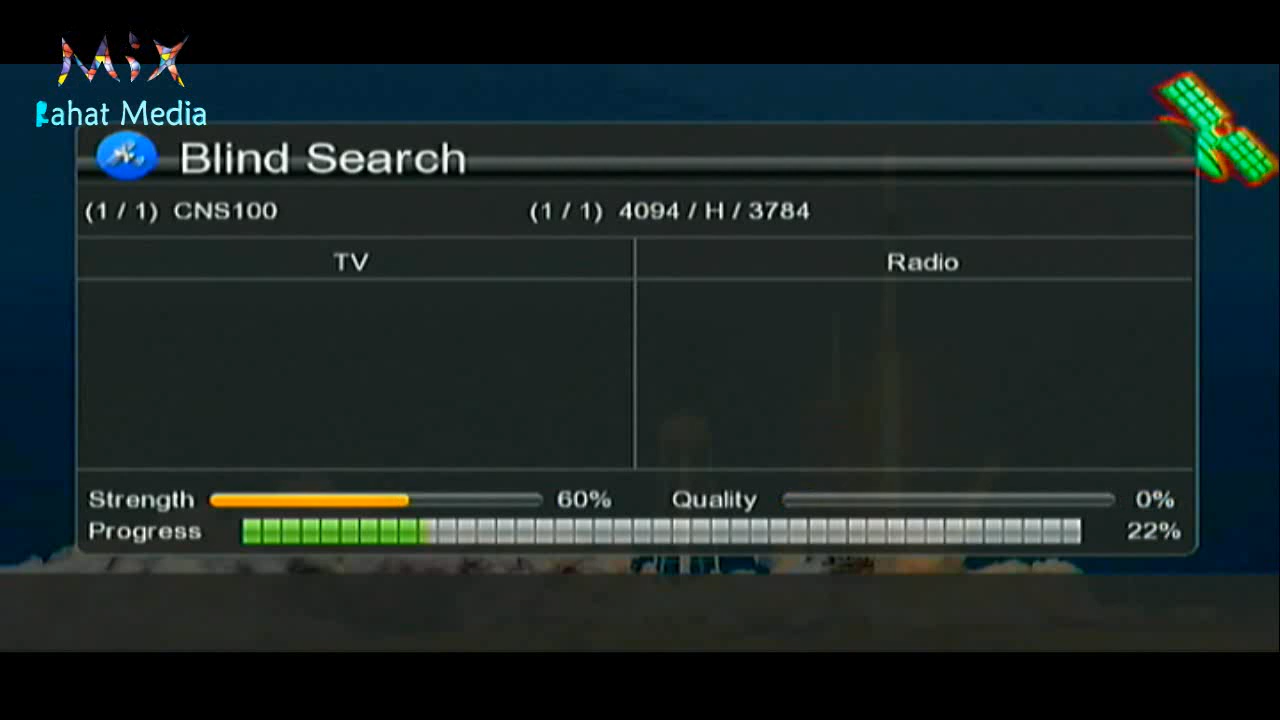 MiX
Rahat Media
Blind Search
(1 / 1) CNS100
(1 / 1) 4094 / H / 3784
TV
Radio
Strength 60%
Quality 0%
Progress 22%